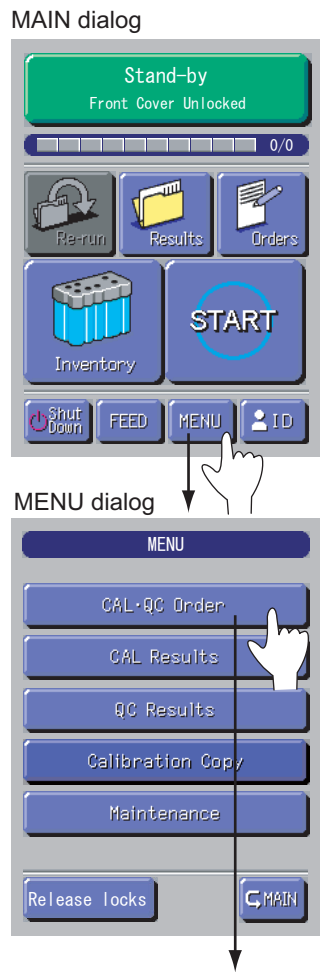 MAIN dialog
Stand-by
Front Cover Unlocked
0/0
Re-run
Results
Orders
Inventory
START
Shut
Down
FEED
MENU
ID
MENU dialog
MENU
CAL·QC Order
CAL Results
QC Results
Calibration Copy
Maintenance
Release locks
MAIN